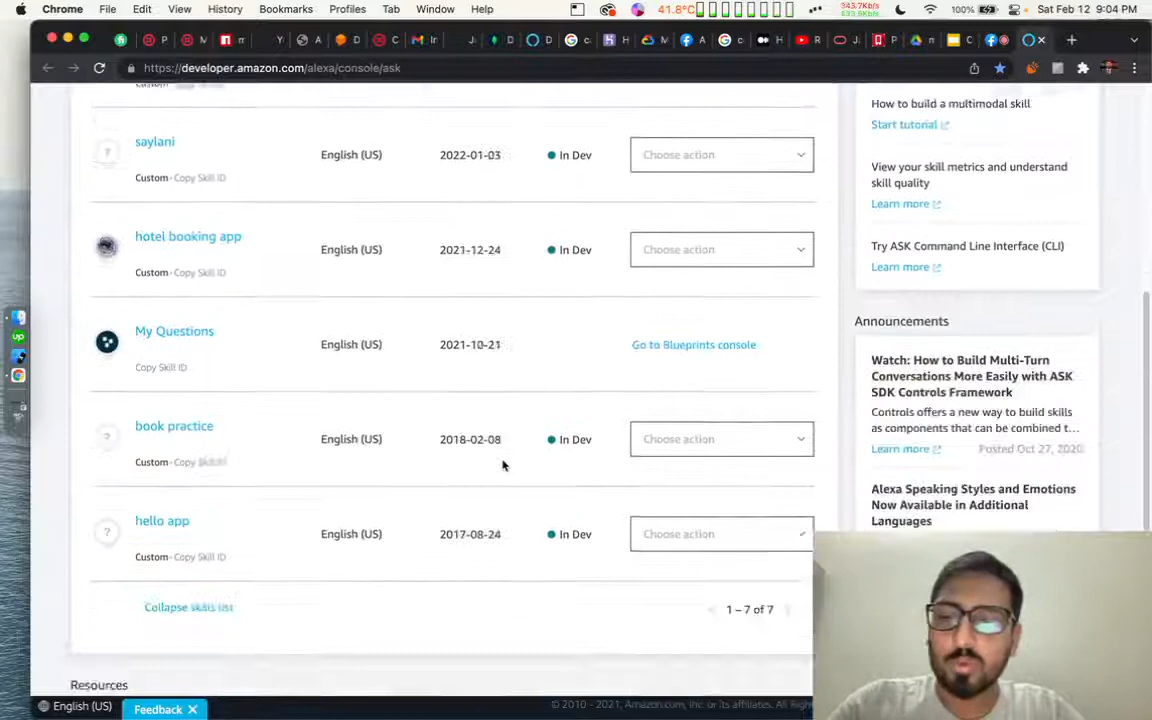 Chrome File Edit View History Bookmarks Profiles Tab Window Help 41.8°C 343.7Kb/ 100% Sat Feb 12 9:04 PM
https://developer.amazon.com/alexa/console/ask
Custom
How to build a multimodal skill
Start tutorial
saylani
English (US) 2022-01-03 In Dev Choose action
Custom · Copy Skill ID
View your skill metrics and understand
skill quality
Learn more
hotel booking app
English (US) 2021-12-24 In Dev Choose action
Custom · Copy Skill ID
Try ASK Command Line Interface (CLI)
Learn more
Announcements
My Questions
English (US) 2021-10-21 Go to Blueprints console
Copy Skill ID
Watch: How to Build Multi-Turn
Conversations More Easily with ASK
SDK Controls Framework
Controls offers a new way to build skills
as components that can be combined t...
Learn more Posted Oct 27, 2020
book practice
English (US) 2018-02-08 In Dev Choose action
Custom · Copy
Alexa Speaking Styles and Emotions
Now Available in Additional
Languages
hello app
English (US) 2017-08-24 In Dev Choose action
Custom · Copy Skill ID
Collapse skills list
1 – 7 of 7
Resources
English (US) Feedback ✕ © 2010 - 2021, Amazon.com, Inc. or its affiliates. All